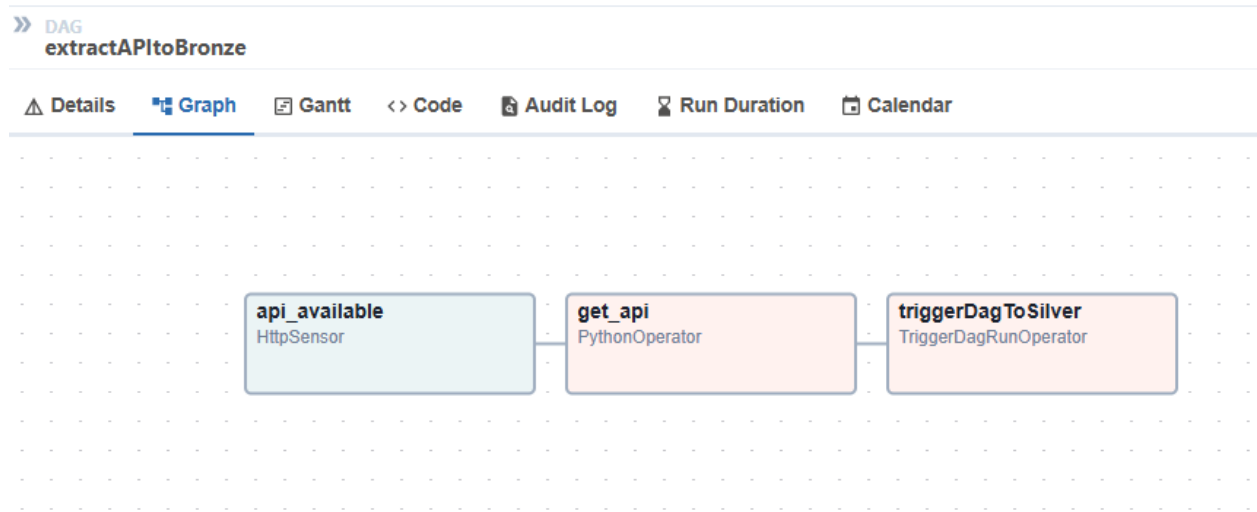 DAG
extractAPItoBronze
Details Graph Gantt <> Code Audit Log Run Duration Calendar
api_available get_api triggerDagToSilver
HttpSensor PythonOperator TriggerDagRunOperator